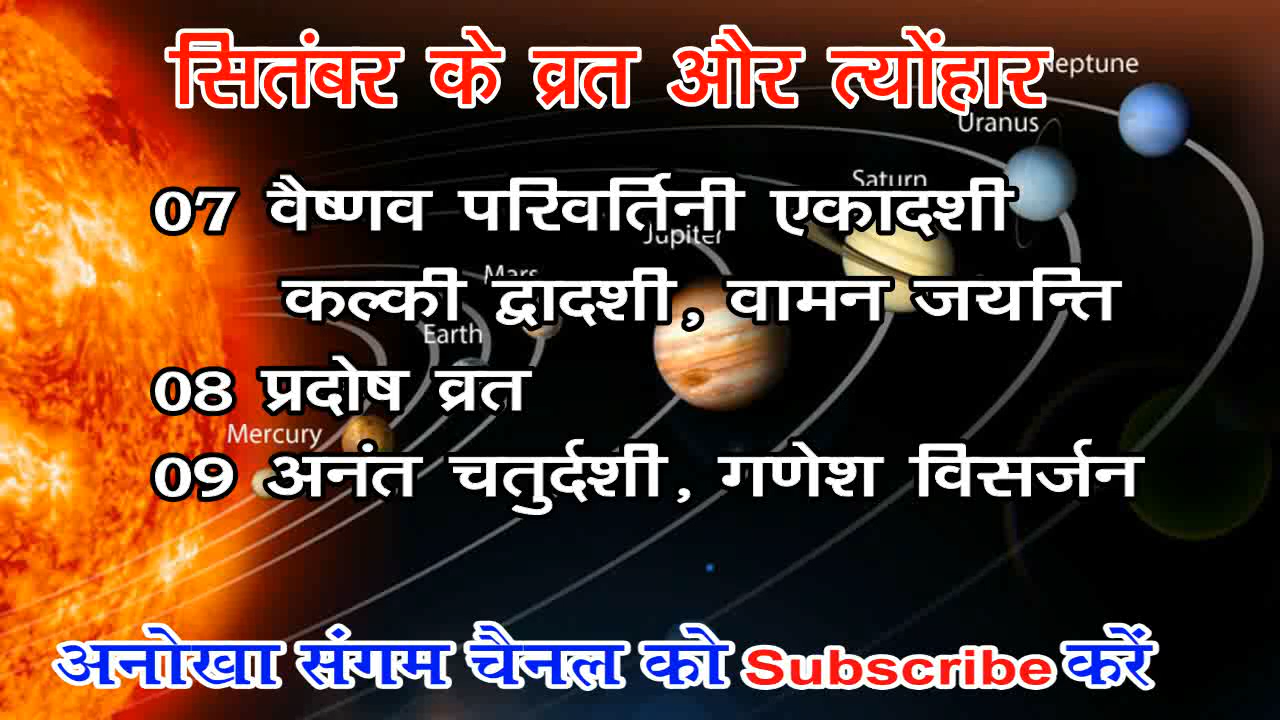 सितंबर के व्रत और त्योंहार
Neptune
Uranus
Saturn
07 वैष्णव परिवर्तिनी एकादशी
Jupiter
Mars
कल्की द्वादशी, वामन जयन्ति
Earth
08 प्रदोष व्रत
Mercury
09 अनंत चतुर्दशी, गणेश विसर्जन
अनोखा संगम चैनल को Subscribe करें